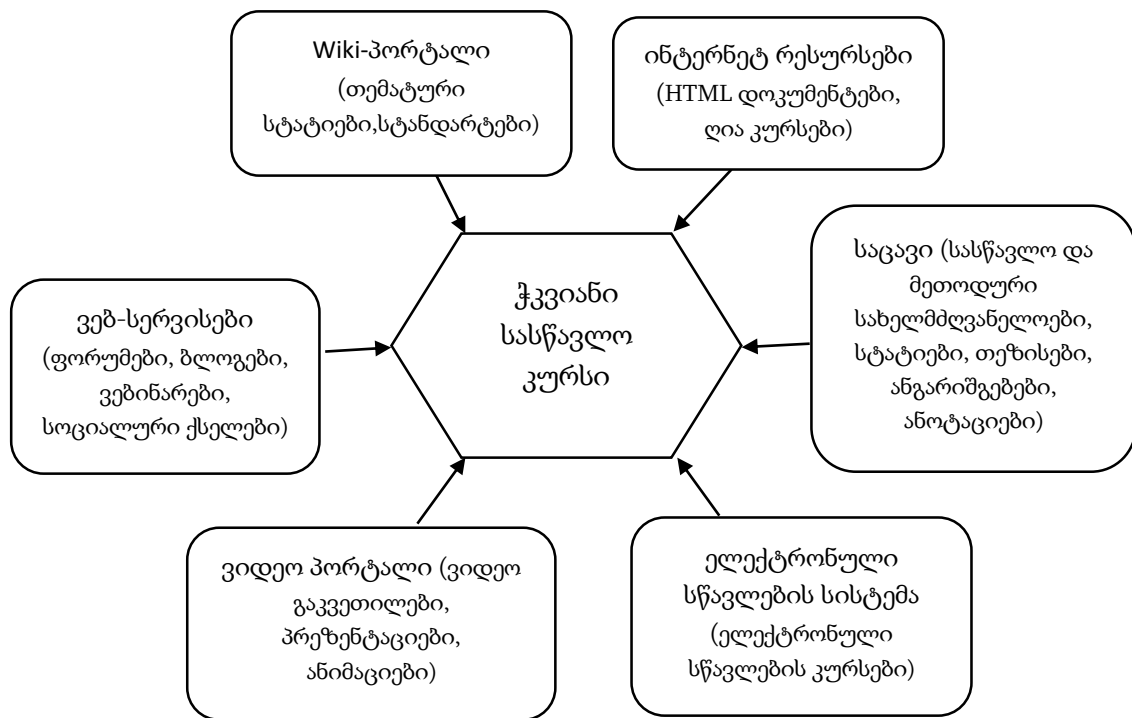 Wiki-პორტალი
(თემატური
სტატიები,სტანდარტები)
ინტერნეტ რესურსები
(HTML დოკუმენტები,
ღია კურსები)
ვებ-სერვისები
(ფორუმები, ბლოგები,
ვებინარები,
სოციალური ქსელები)
ჭკვიანი
სასწავლო
კურსი
საცავი (სასწავლო და
მეთოდური
სახელმძღვანელოები,
სტატიები, თეზისები,
ანგარიშგებები,
ანოტაციები)
ვიდეო პორტალი (ვიდეო
გაკვეთილები,
პრეზენტაციები,
ანიმაციები)
ელექტრონული
სწავლების სისტემა
(ელექტრონული
სწავლების კურსები)